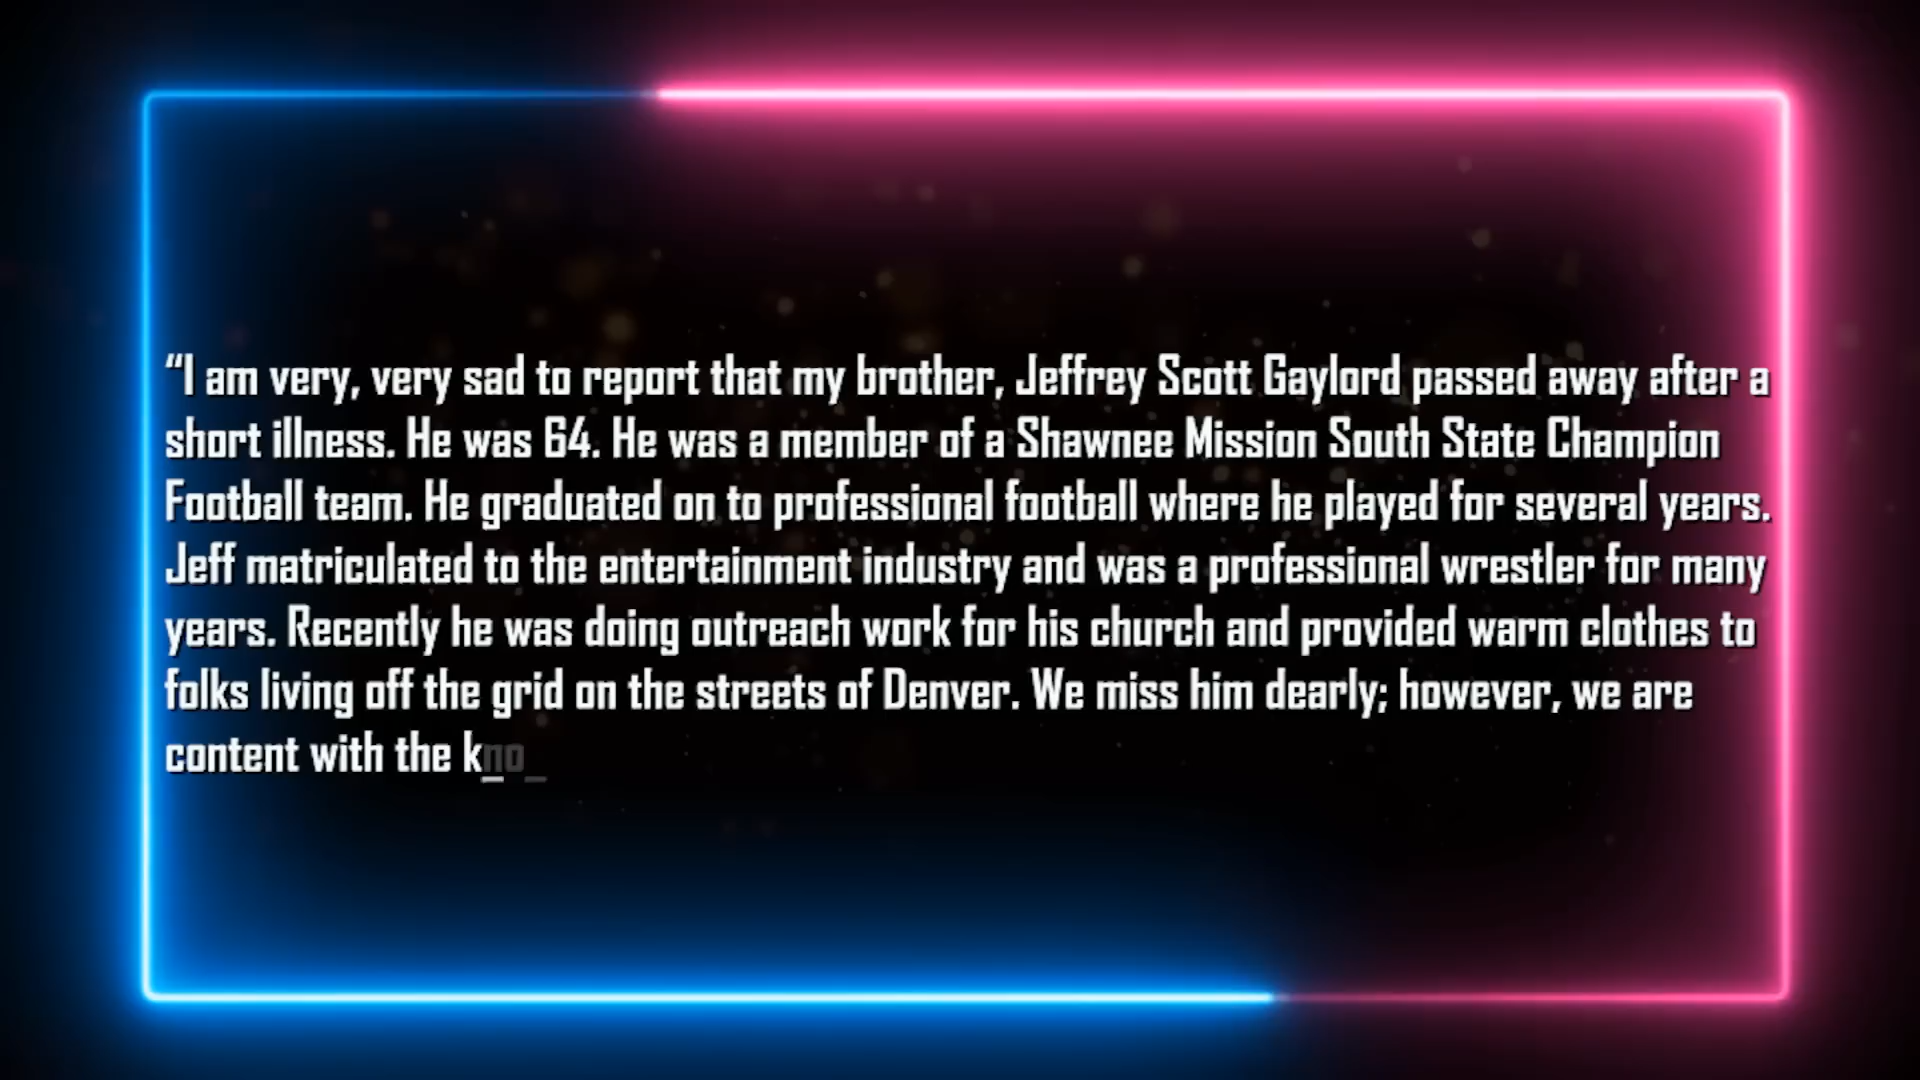 “I am very, very sad to report that my brother, Jeffrey Scott Gaylord passed away after a
short illness. He was 64. He was a member of a Shawnee Mission South State Champion
Football team. He graduated on to professional football where he played for several years.
Jeff matriculated to the entertainment industry and was a professional wrestler for many
years. Recently he was doing outreach work for his church and provided warm clothes to
folks living off the grid on the streets of Denver. We miss him dearly; however, we are
content with the kno_